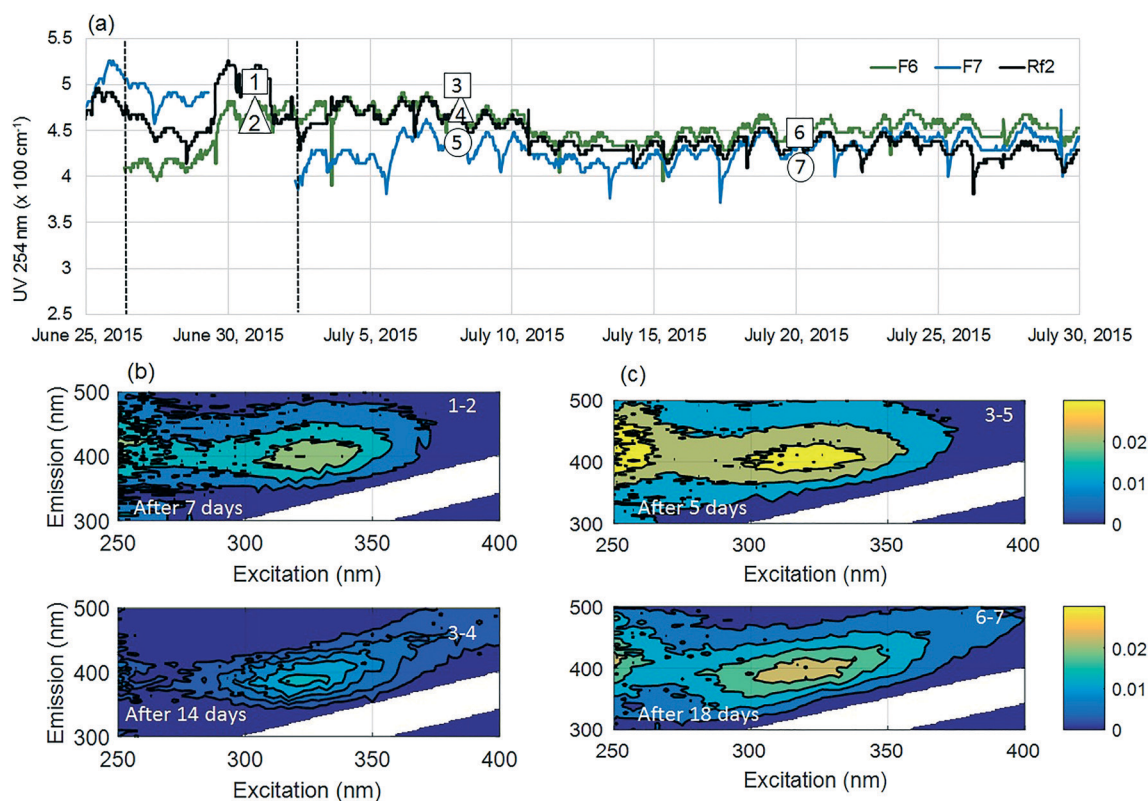 (a)
UV 254 nm (x 100 cm⁻¹)
5.5
5
4.5
4
3.5
3
2.5
F6 F7 Rf2
1
2
3
4
5
6
7
June 25, 2015 June 30, 2015 July 5, 2015 July 10, 2015 July 15, 2015 July 20, 2015 July 25, 2015 July 30, 2015
(b)
Emission (nm)
500
400
300
1-2
After 7 days
250 300 350 400
Excitation (nm)
(c)
Emission (nm)
500
400
300
3-5
After 5 days
250 300 350 400
Excitation (nm)
0.02
0.01
0
Emission (nm)
500
400
300
3-4
After 14 days
250 300 350 400
Excitation (nm)
Emission (nm)
500
400
300
6-7
After 18 days
250 300 350 400
Excitation (nm)
0.02
0.01
0